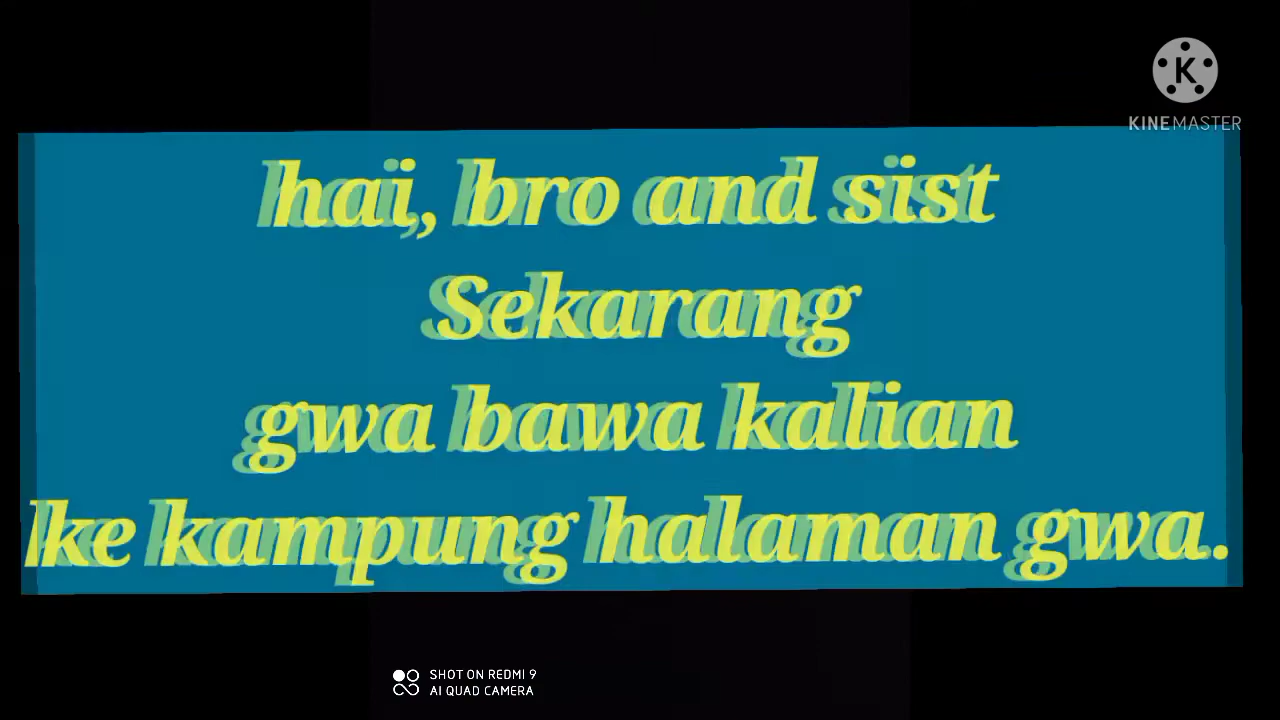 KINEMASTER
hai, bro and sist
Sekarang
gwa bawa kalian
ke kampung halaman gwa.
SHOT ON REDMI 9
AI QUAD CAMERA